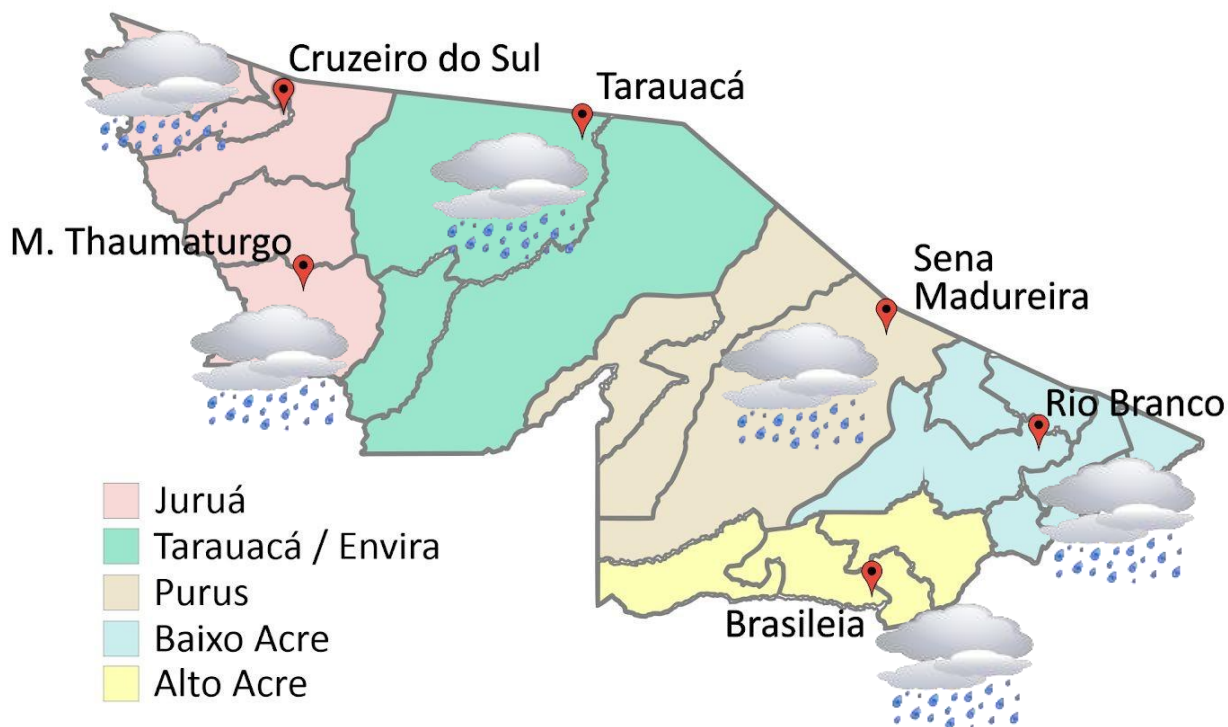 Cruzeiro do Sul
Tarauacá
M. Thaumaturgo
Sena
Madureira
Rio Branco
Brasileia
Juruá
Tarauacá / Envira
Purus
Baixo Acre
Alto Acre